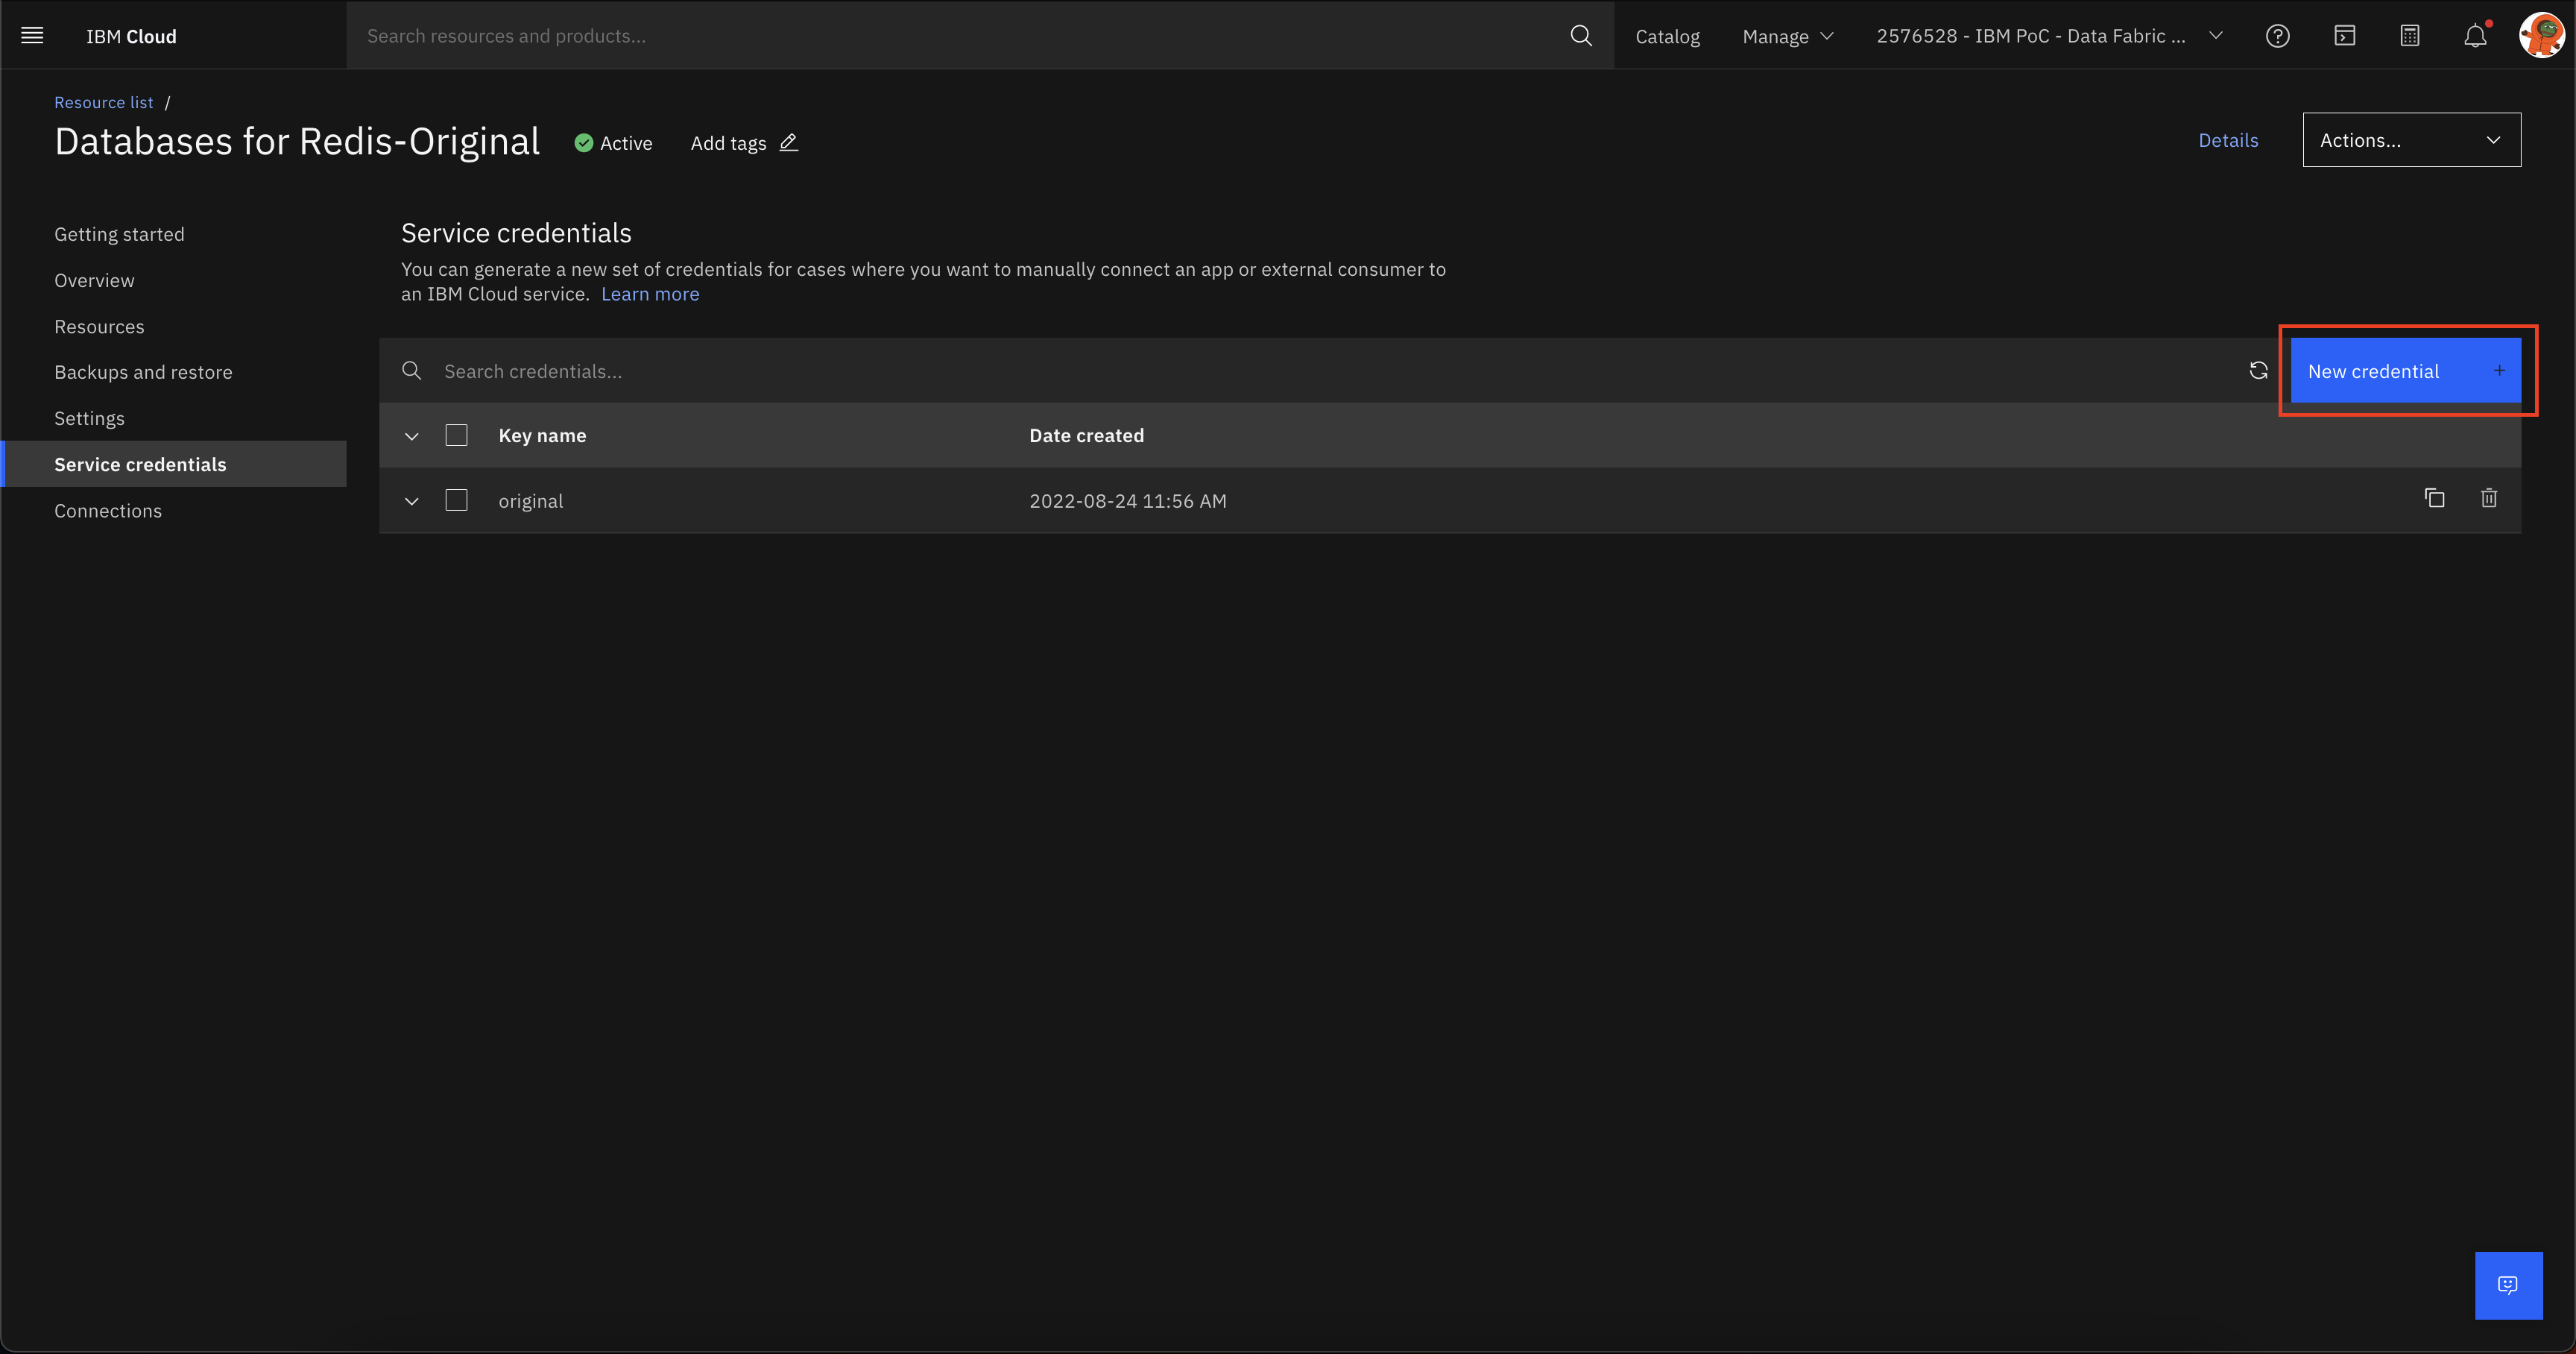 IBM Cloud
Search resources and products...
Catalog
Manage
2576528 - IBM PoC - Data Fabric ...
Resource list /
Databases for Redis-Original
Active
Add tags
Details
Actions...
Getting started
Overview
Resources
Backups and restore
Settings
Service credentials
Connections
Service credentials
You can generate a new set of credentials for cases where you want to manually connect an app or external consumer to
an IBM Cloud service. Learn more
Search credentials...
New credential +
Key name
Date created
original
2022-08-24 11:56 AM